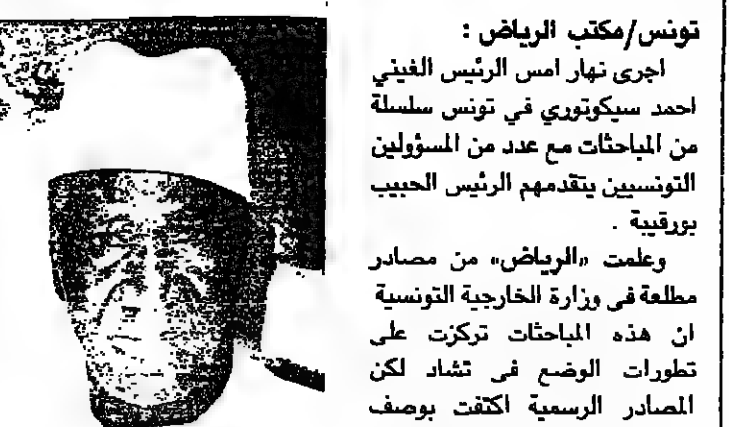 تونس/مكتب الرياض :
اجرى نهار امس الرئيس الغيني
احمد سيكوتوري في تونس سلسلة
من المباحثات مع عدد من المسؤولين
التونسيين يتقدمهم الرئيس الحبيب
بورقيبة .
وعلمت «الرياض» من مصادر
مطلعة فى وزارة الخارجية التونسية
ان هذه المباحثات تركزت على
تطورات الوضع فى تشاد لكن
المصادر الرسمية اكتفت بوصف